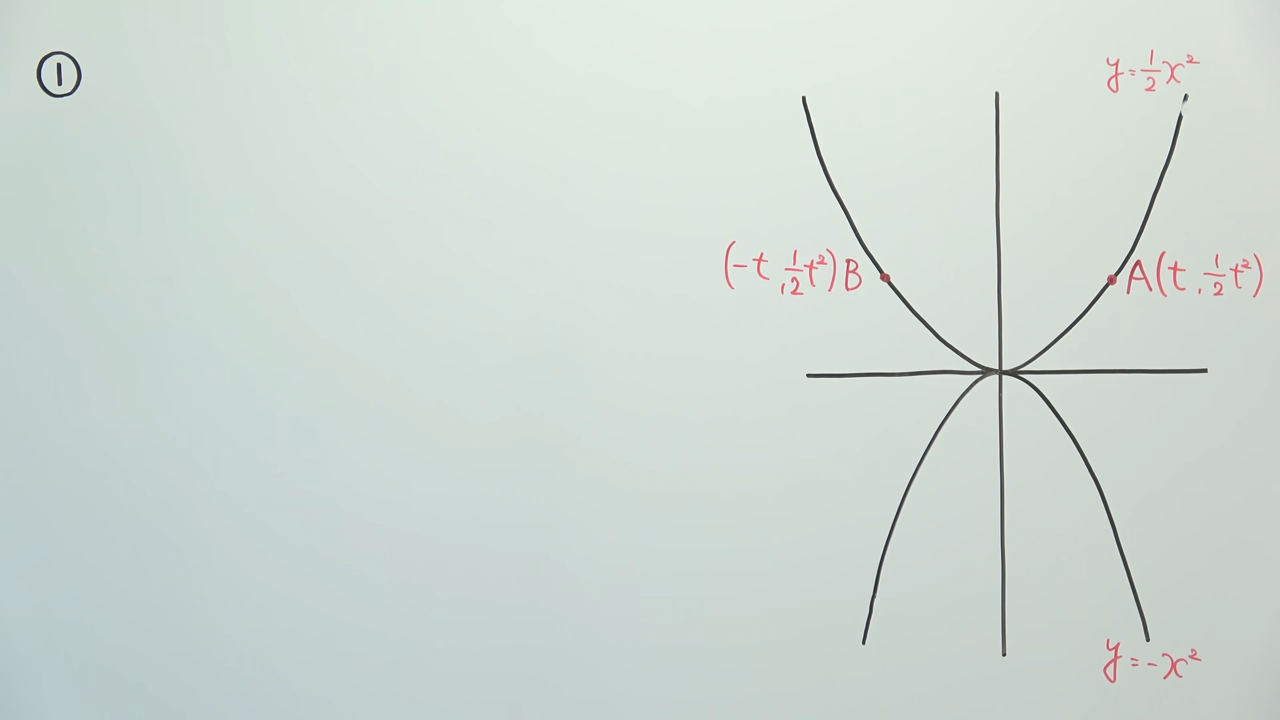 ①
y=1/2x²
(-t,1/2t²)B
A(t,1/2t²)
y=-x²